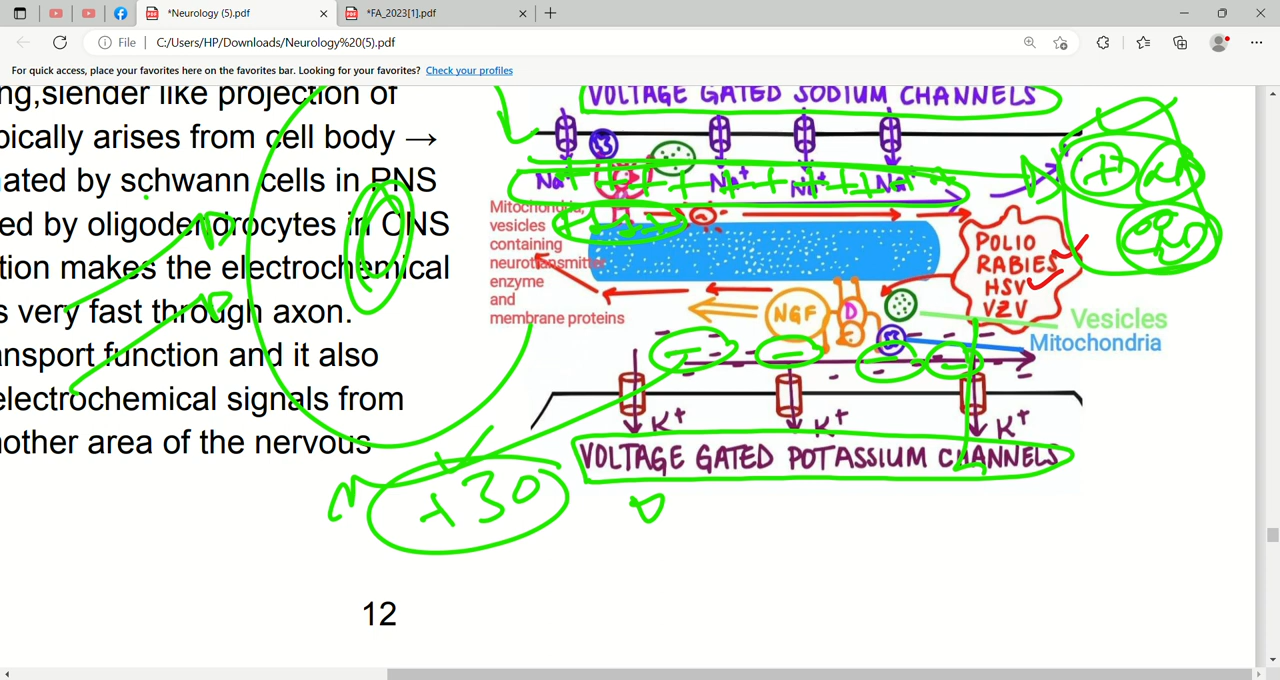 *Neurology (5).pdf
*FA_2023[1].pdf
File
C:/Users/HP/Downloads/Neurology%20(5).pdf
For quick access, place your favorites here on the favorites bar. Looking for your favorites? Check your profiles
ng,slender like projection of
pically arises from cell body →
nated by schwann cells in PNS
ed by oligodendrocytes in CNS
tion makes the electrochemical
s very fast through axon.
ansport function and it also
electrochemical signals from
nother area of the nervous
12
VOLTAGE GATED SODIUM CHANNELS
Na+ Na+ Na+ Na+
Mitochondria,
vesicles
containing
neurotransmitter
enzyme
and
membrane proteins
POLIO
RABIES
HSV
VZV
NGF
D
Vesicles
Mitochondria
K+ K+ K+
VOLTAGE GATED POTASSIUM CHANNELS
+30